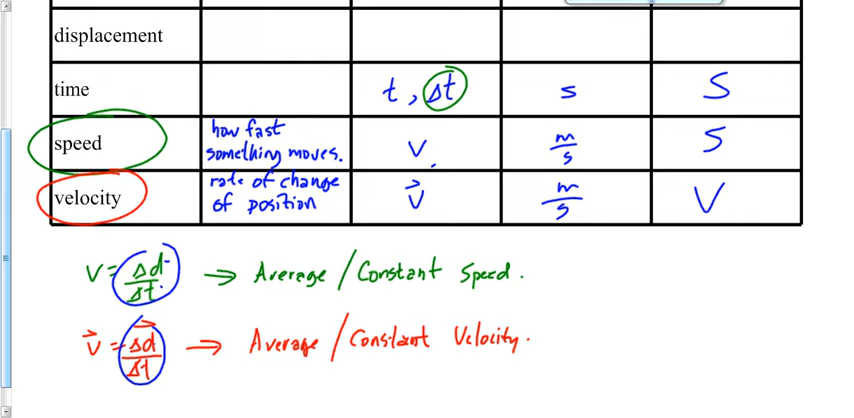 displacement
time t, Δt s S
speed how fast something moves. v m/s S
velocity rate of change of position v⃗ m/s V
v = Δd/Δt → Average / Constant Speed.
v⃗ = Δd⃗/Δt → Average / Constant Velocity.